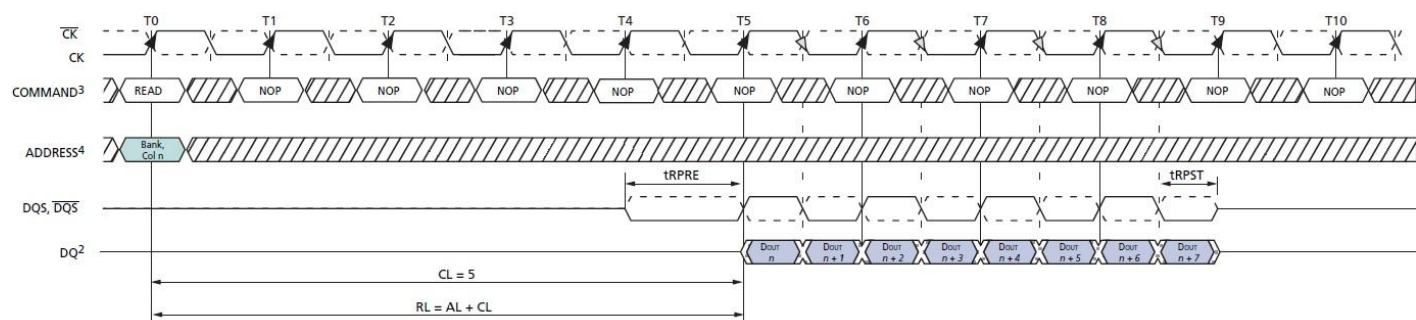 T0 T1 T2 T3 T4 T5 T6 T7 T8 T9 T10
CK
CK
COMMAND3 READ NOP NOP NOP NOP NOP NOP NOP NOP NOP NOP
ADDRESS4 Bank,
Col n
tRPRE tRPST
DQS, DQS
DQ2 DOUT n DOUT n + 1 DOUT n + 2 DOUT n + 3 DOUT n + 4 DOUT n + 5 DOUT n + 6 DOUT n + 7
CL = 5
RL = AL + CL